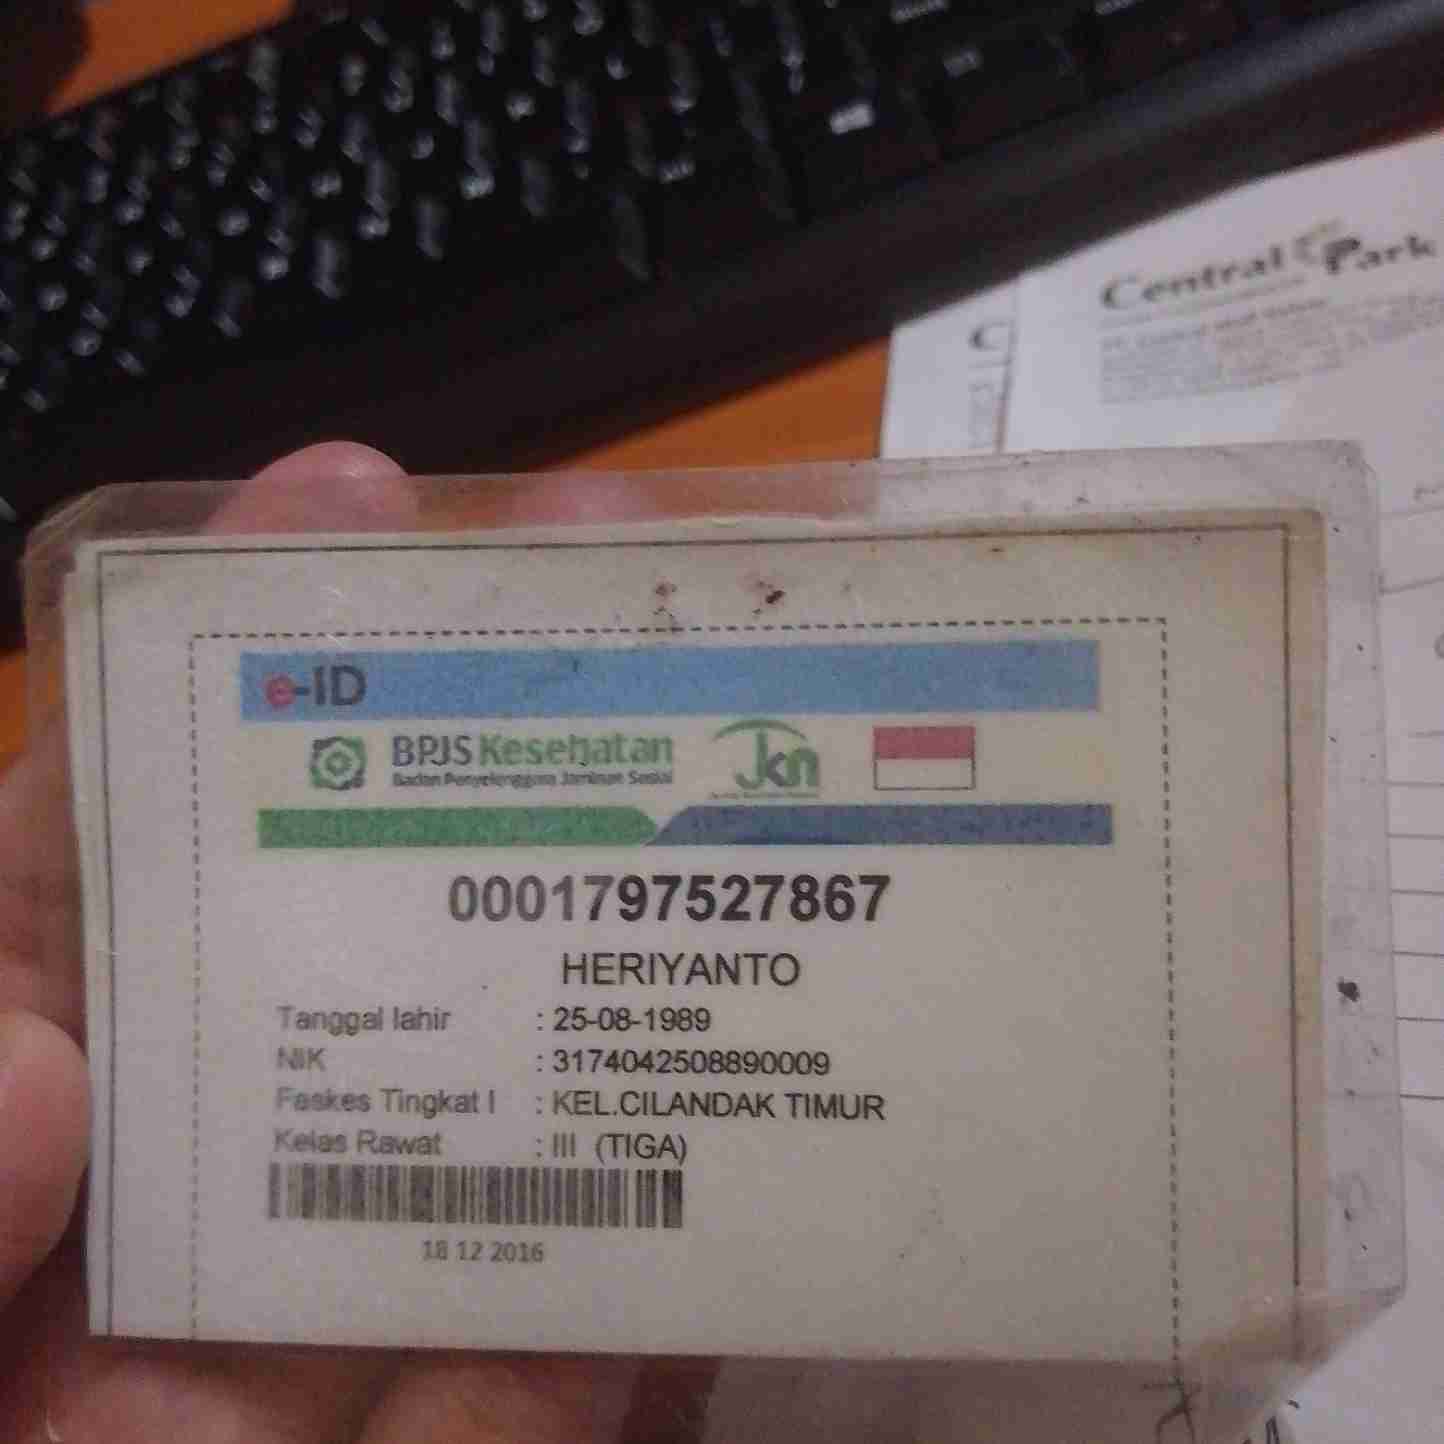 Central Park
e-ID
BPJS Kesehatan
Badan Penyelenggara Jaminan Sosial
Jkn
0001797527867
HERIYANTO
Tanggal lahir : 25-08-1989
NIK : 3174042508890009
Faskes Tingkat I : KEL.CILANDAK TIMUR
Kelas Rawat : III (TIGA)
18 12 2016